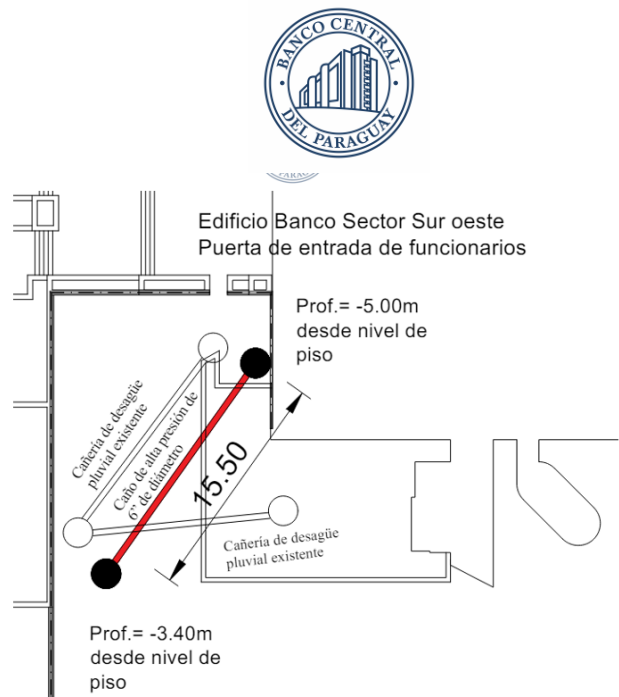 BANCO CENTRAL
DEL PARAGUAY
PARAG
Edificio Banco Sector Sur oeste
Puerta de entrada de funcionarios
Prof.= -5.00m
desde nivel de
piso
Cañería de desagüe
pluvial existente
Caño de alta presión de
6" de diámetro
15.50
Cañería de desagüe
pluvial existente
Prof.= -3.40m
desde nivel de
piso